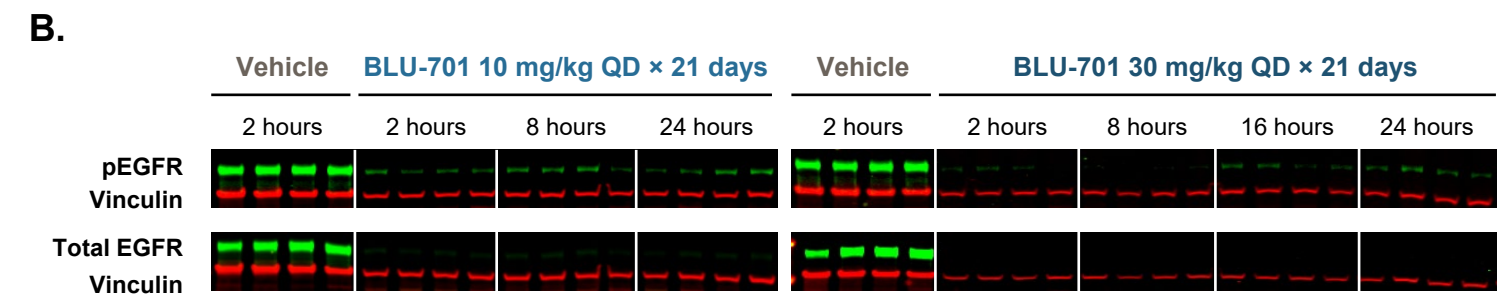 B.
Vehicle BLU-701 10 mg/kg QD × 21 days Vehicle BLU-701 30 mg/kg QD × 21 days
2 hours 2 hours 8 hours 24 hours 2 hours 2 hours 8 hours 16 hours 24 hours
pEGFR
Vinculin
Total EGFR
Vinculin